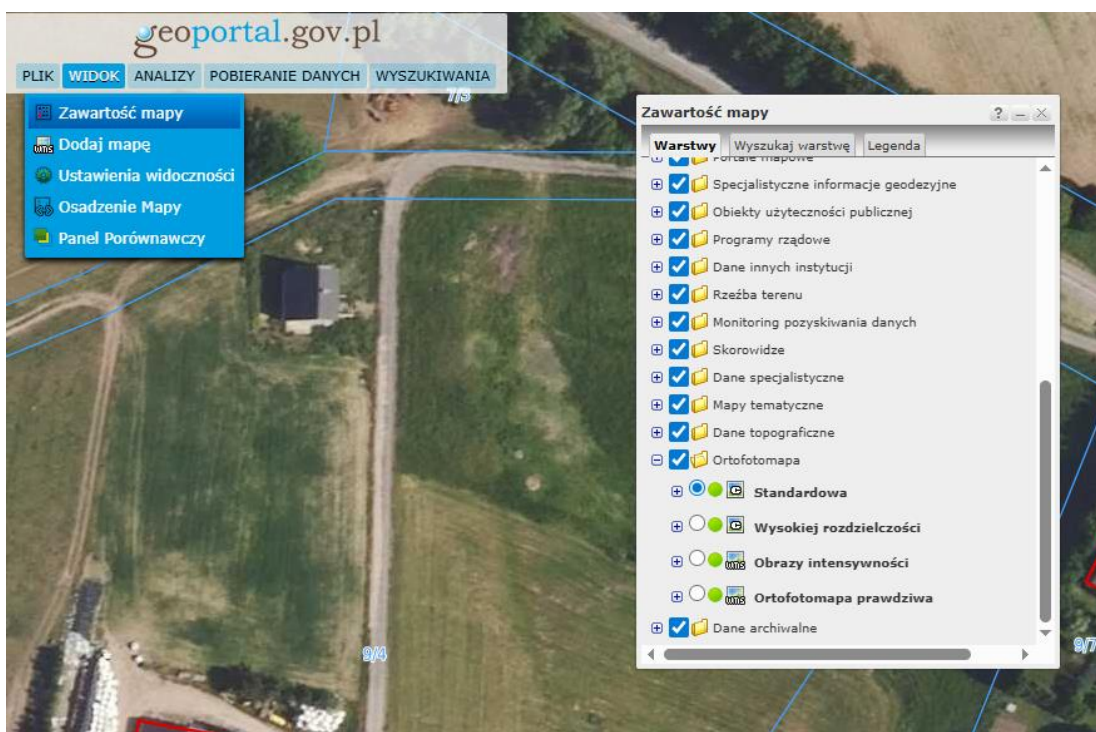 geoportal.gov.pl
PLIK WIDOK ANALIZY POBIERANIE DANYCH WYSZUKIWANIA
Zawartość mapy
Dodaj mapę
Ustawienia widoczności
Osadzenie Mapy
Panel Porównawczy
7/3
Zawartość mapy ? – ×
Warstwy Wyszukaj warstwę Legenda
Portale mapowe
Specjalistyczne informacje geodezyjne
Obiekty użyteczności publicznej
Programy rządowe
Dane innych instytucji
Rzeźba terenu
Monitoring pozyskiwania danych
Skorowidze
Dane specjalistyczne
Mapy tematyczne
Dane topograficzne
Ortofotomapa
Standardowa
Wysokiej rozdzielczości
Obrazy intensywności
Ortofotomapa prawdziwa
Dane archiwalne
9/4
9/7